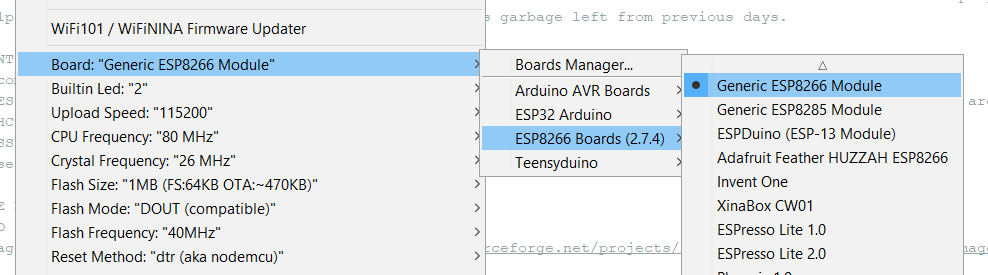 s garbage left from previous days.
WiFi101 / WiFiNINA Firmware Updater
Board: "Generic ESP8266 Module"
Builtin Led: "2"
Upload Speed: "115200"
CPU Frequency: "80 MHz"
Crystal Frequency: "26 MHz"
Flash Size: "1MB (FS:64KB OTA:~470KB)"
Flash Mode: "DOUT (compatible)"
Flash Frequency: "40MHz"
Reset Method: "dtr (aka nodemcu)"
Boards Manager...
Arduino AVR Boards
ESP32 Arduino
ESP8266 Boards (2.7.4)
Teensyduino
Generic ESP8266 Module
Generic ESP8285 Module
ESPDuino (ESP-13 Module)
Adafruit Feather HUZZAH ESP8266
Invent One
XinaBox CW01
ESPresso Lite 1.0
ESPresso Lite 2.0
rceforge.net/projects/